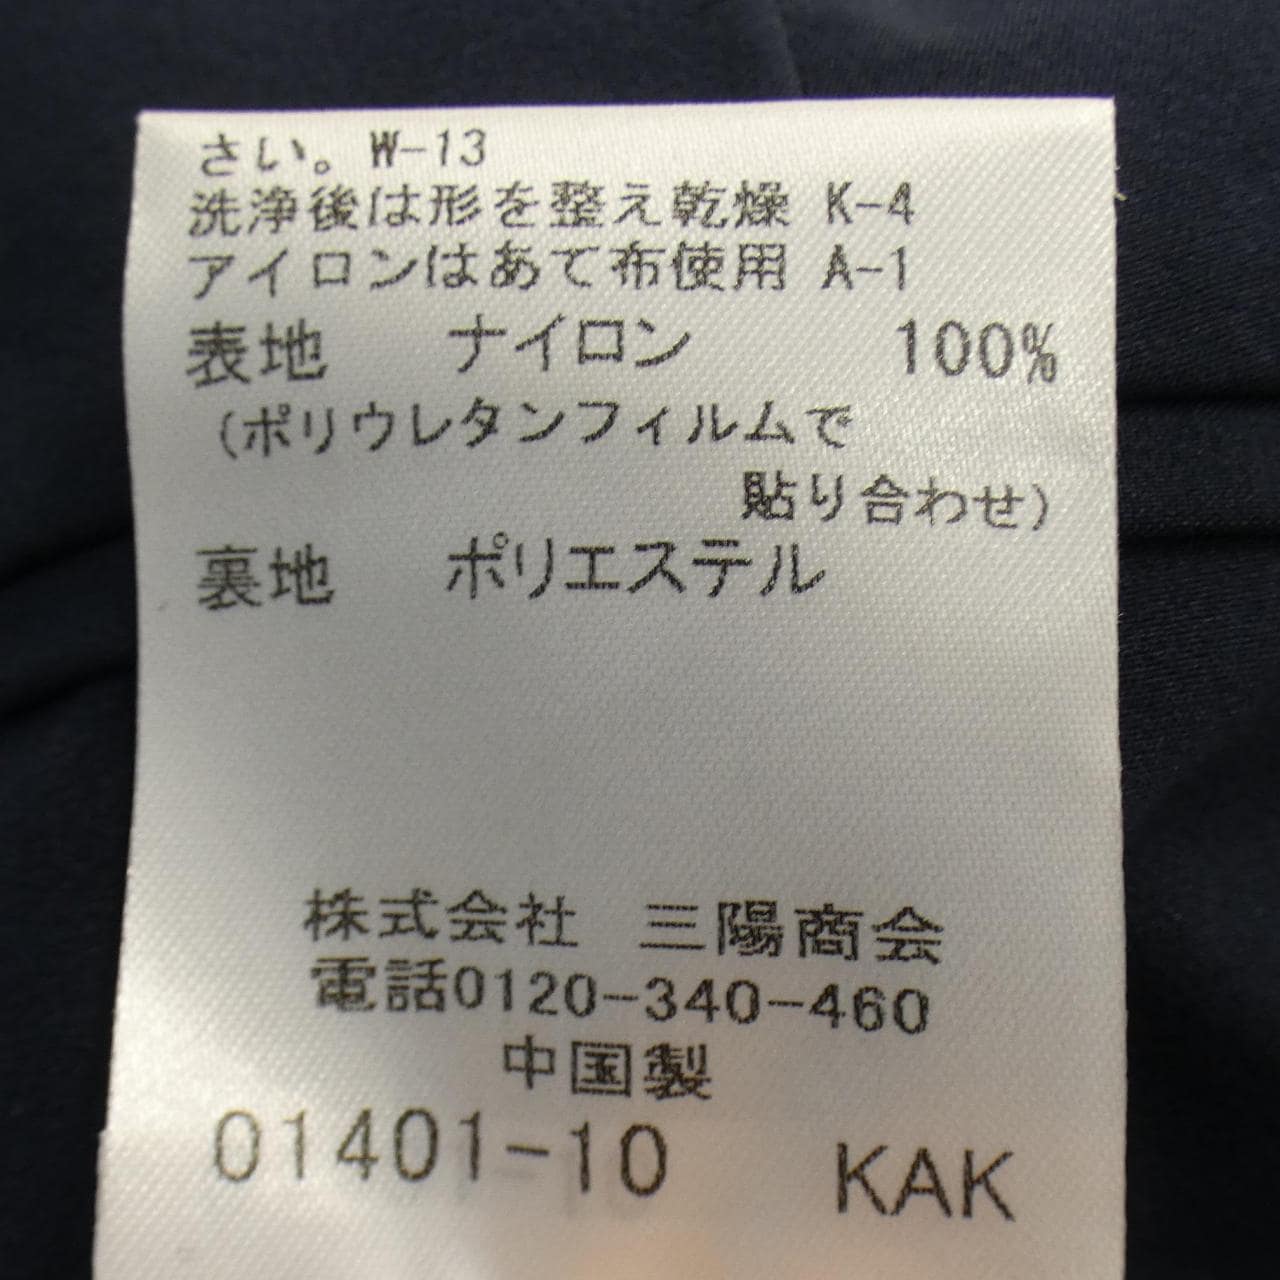 さい。W-13
洗浄後は形を整え乾燥 K-4
アイロンはあて布使用 A-1
表地 ナイロン 100%
(ポリウレタンフィルムで
貼り合わせ)
裏地 ポリエステル
株式会社 三陽商会
電話0120-340-460
中国製
01401-10 KAK